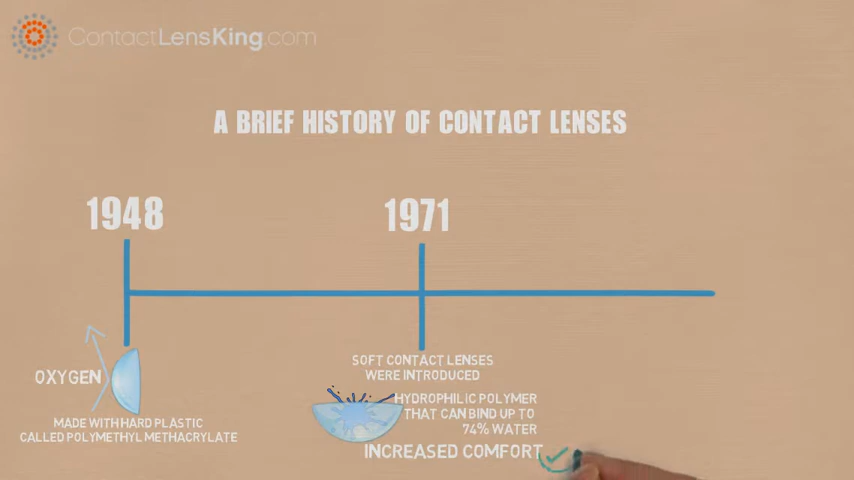 ContactLensKing.com
A BRIEF HISTORY OF CONTACT LENSES
1948
1971
OXYGEN
MADE WITH HARD PLASTIC
CALLED POLYMETHYL METHACRYLATE
SOFT CONTACT LENSES
WERE INTRODUCED
HYDROPHILIC POLYMER
THAT CAN BIND UP TO
74% WATER
INCREASED COMFORT